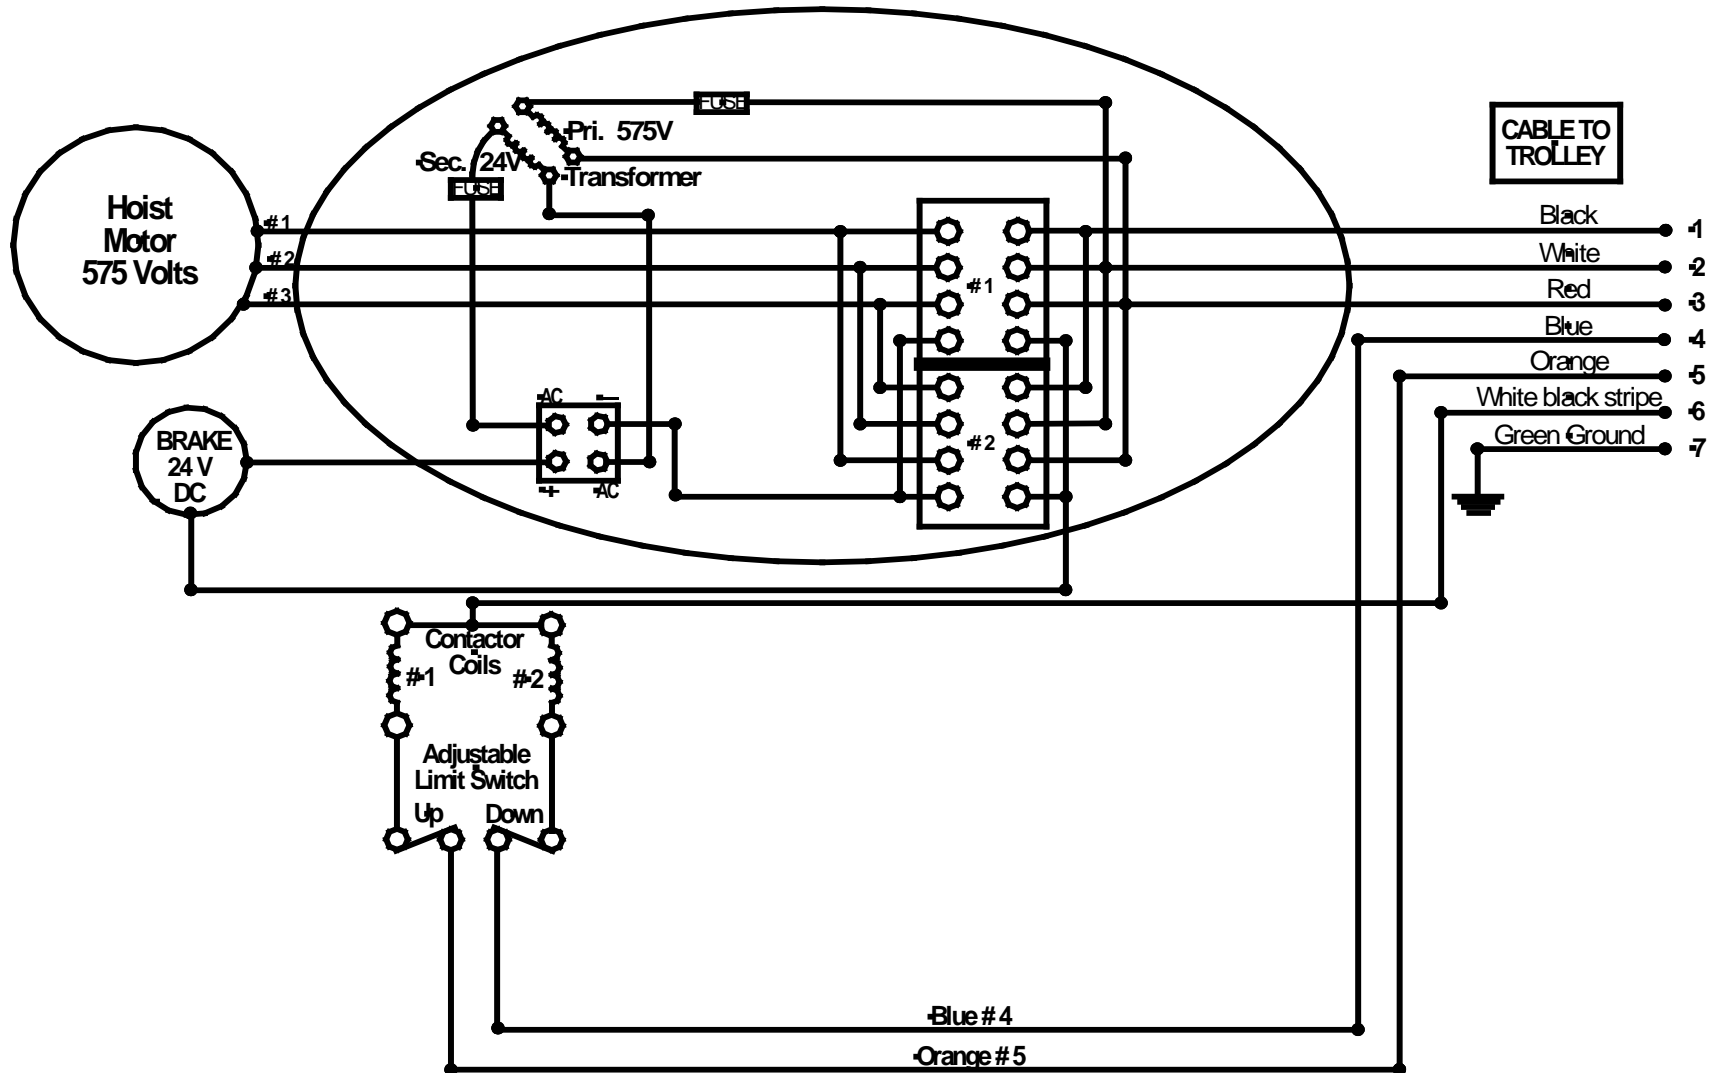 FUSE
Pri. 575V
Sec. 24V
FUSE
Transformer
CABLE TO
TROLLEY
Hoist
Motor
575 Volts
#1
#2
#3
#1
Black
1
White
2
Red
3
Blue
4
Orange
5
White black stripe
6
Green Ground
7
AC
—
+
AC
#2
BRAKE
24 V
DC
Contactor
Coils
#1
#2
Adjustable
Limit Switch
Up
Down
Blue # 4
Orange # 5